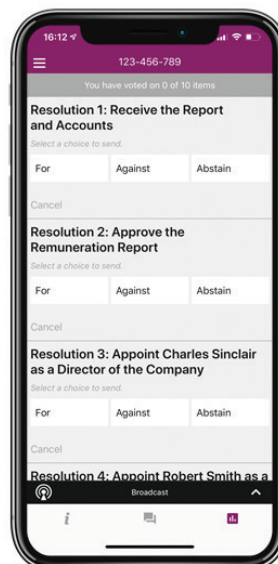 16:12
123-456-789
You have voted on 0 of 10 items
Resolution 1: Receive the Report
and Accounts
Select a choice to send.
For Against Abstain
Cancel
Resolution 2: Approve the
Remuneration Report
Select a choice to send.
For Against Abstain
Cancel
Resolution 3: Appoint Charles Sinclair
as a Director of the Company
Select a choice to send.
For Against Abstain
Cancel
Resolution 4: Appoint Robert Smith as a
Broadcast
i